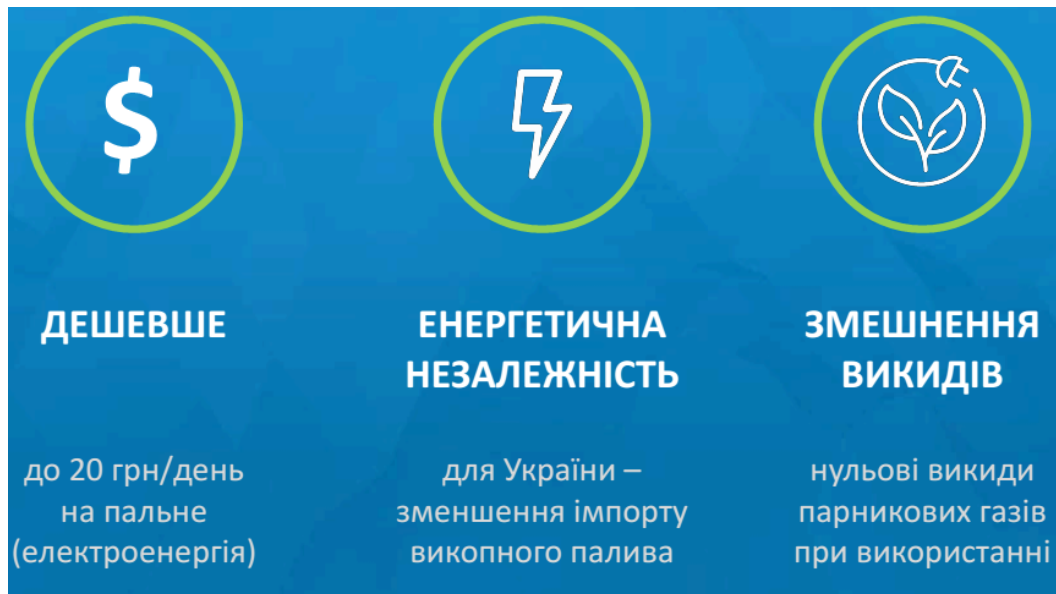 $
ДЕШЕВШЕ
до 20 грн/день
на пальне
(електроенергія)
ЕНЕРГЕТИЧНА
НЕЗАЛЕЖНІСТЬ
для України –
зменшення імпорту
викопного палива
ЗМЕШНЕННЯ
ВИКИДІВ
нульові викиди
парникових газів
при використанні